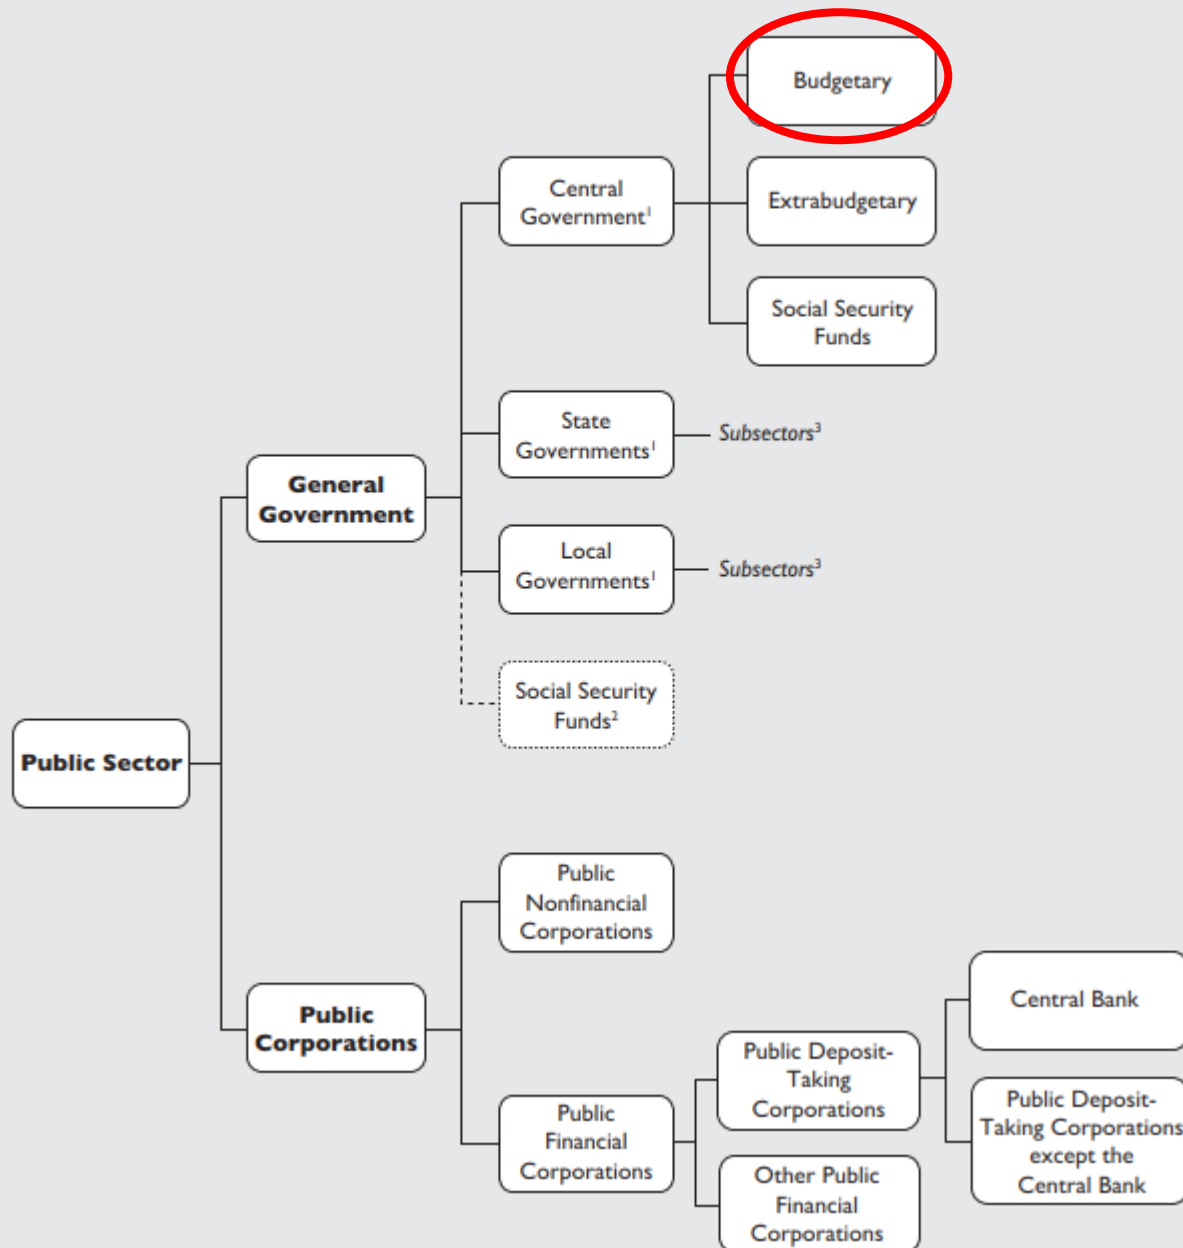 Budgetary
Central
Government¹
Extrabudgetary
Social Security
Funds
State
Governments¹
Subsectors³
General
Government
Local
Governments¹
Subsectors³
Social Security
Funds²
Public Sector
Public
Nonfinancial
Corporations
Public
Corporations
Public
Financial
Corporations
Public Deposit-
Taking
Corporations
Other Public
Financial
Corporations
Central Bank
Public Deposit-
Taking Corporations
except the
Central Bank